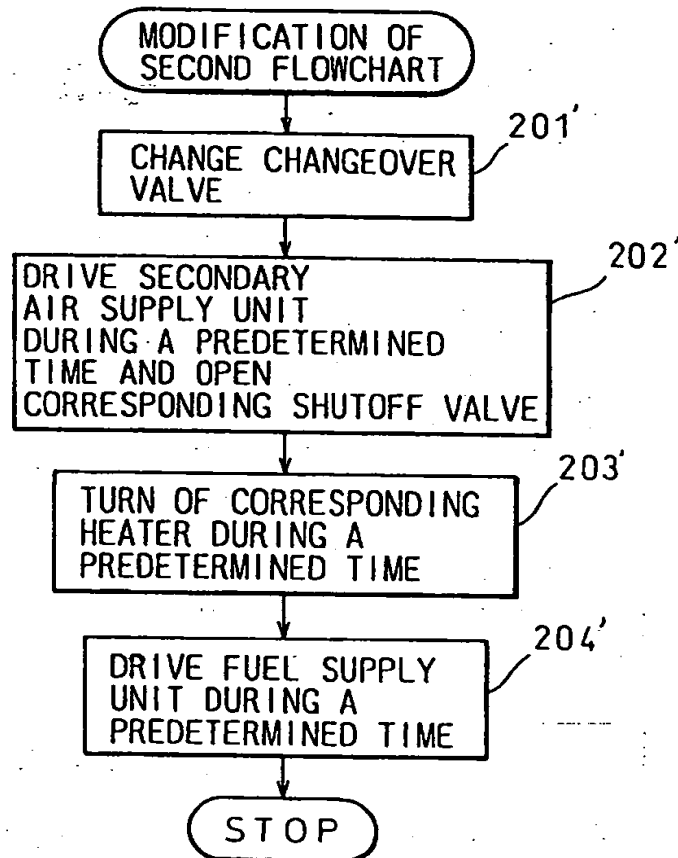 MODIFICATION OF
SECOND FLOWCHART
201'
CHANGE CHANGEOVER
VALVE
202'
DRIVE SECONDARY
AIR SUPPLY UNIT
DURING A PREDETERMINED
TIME AND OPEN
CORRESPONDING SHUTOFF VALVE
203'
TURN OF CORRESPONDING
HEATER DURING A
PREDETERMINED TIME
204'
DRIVE FUEL SUPPLY
UNIT DURING A
PREDETERMINED TIME
STOP